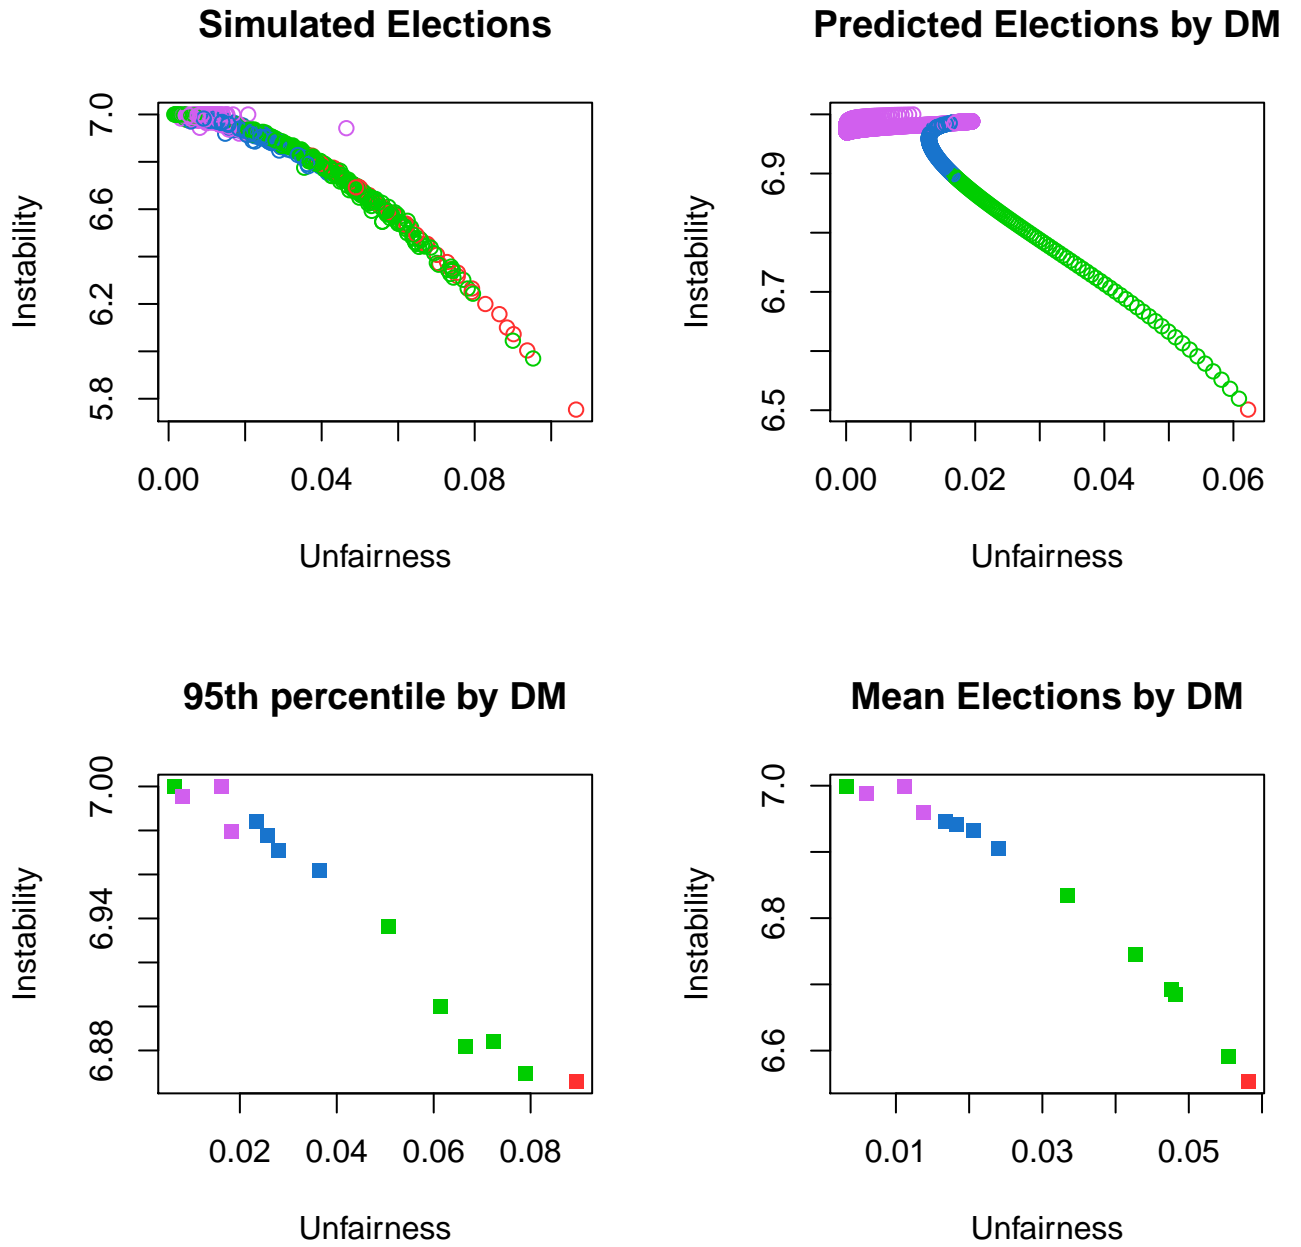 Simulated Elections
Instability
7.0
6.6
6.2
5.8
0.00 0.04 0.08
Unfairness
Predicted Elections by DM
Instability
6.9
6.7
6.5
0.00 0.02 0.04 0.06
Unfairness
95th percentile by DM
Instability
7.00
6.94
6.88
0.02 0.04 0.06 0.08
Unfairness
Mean Elections by DM
Instability
7.0
6.8
6.6
0.01 0.03 0.05
Unfairness